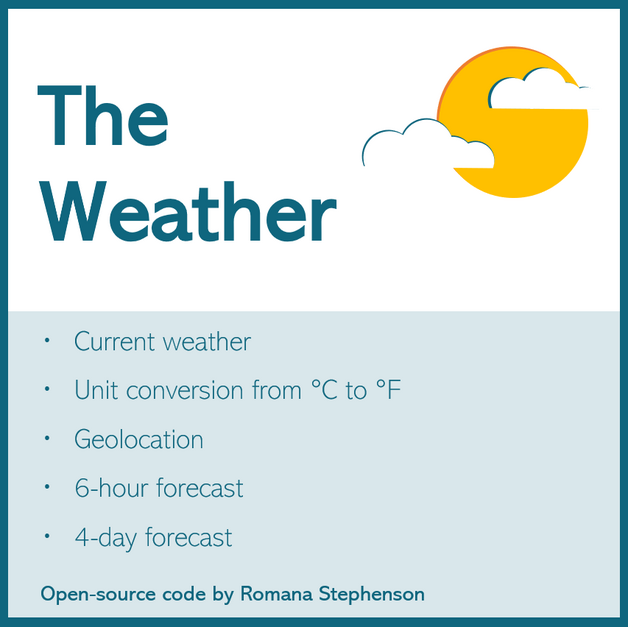 The
Weather
• Current weather
• Unit conversion from °C to °F
• Geolocation
• 6-hour forecast
• 4-day forecast
Open-source code by Romana Stephenson